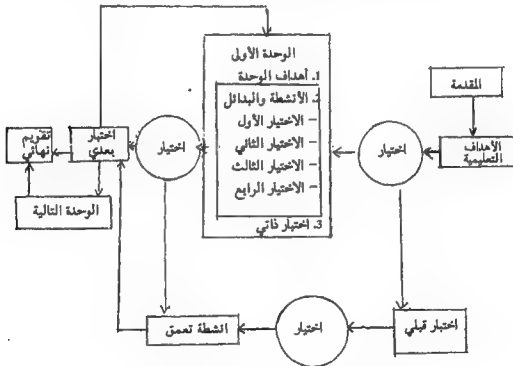 المقدمة
الأهداف
التعليمية
اختيار
الوحدة الأولى
1. أهداف الوحدة
2. الأنشطة والبدائل
– الاختيار الأول
– الاختيار الثاني
– الاختيار الثالث
– الاختيار الرابع
3. اختبار ذاتي
اختيار
اختبار
بعدي
تقويم
نهائي
الوحدة التالية
اختبار قبلي
اختيار
انشطة تعمق